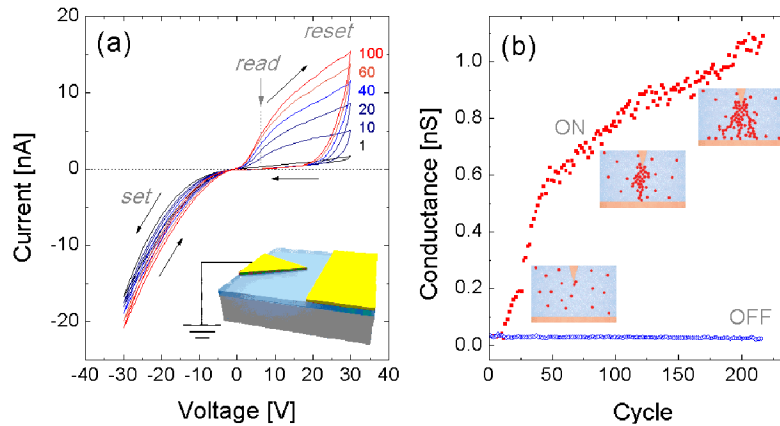 (a)
reset
read
100
60
40
20
10
1
set
20
10
0
-10
-20
Current [nA]
-40 -30 -20 -10 0 10 20 30 40
Voltage [V]
(b)
ON
OFF
1.0
0.8
0.6
0.4
0.2
0.0
Conductance [nS]
0 50 100 150 200
Cycle